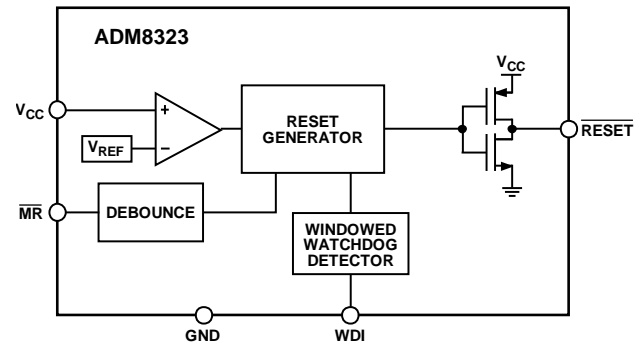 ADM8323
VCC
VCC
+
RESET
GENERATOR
RESET
VREF
−
MR
DEBOUNCE
WINDOWED
WATCHDOG
DETECTOR
GND
WDI